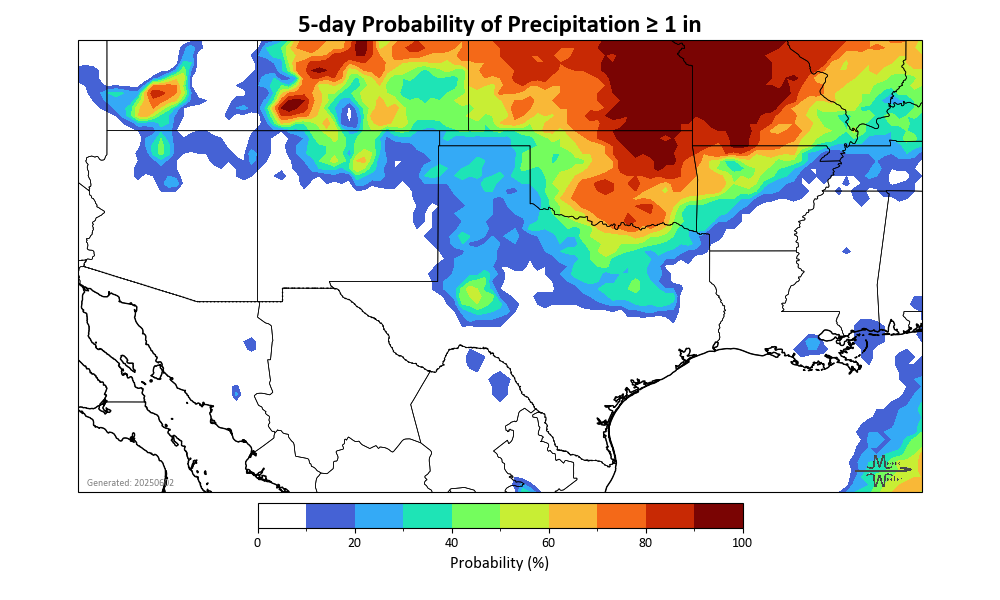 5-day Probability of Precipitation ≥ 1 in
Generated: 20250602
0 20 40 60 80 100
Probability (%)